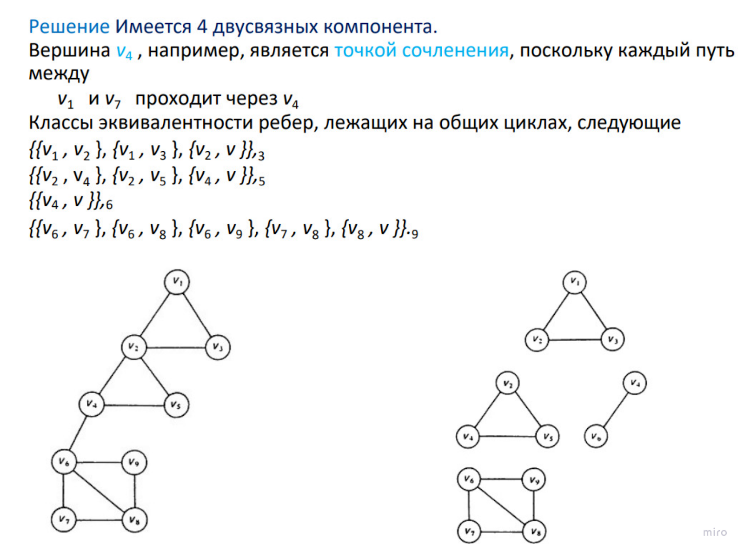 Решение Имеется 4 двусвязных компонента.
Вершина v₄ , например, является точкой сочленения, поскольку каждый путь
между
v₁ и v₇ проходит через v₄
Классы эквивалентности ребер, лежащих на общих циклах, следующие
{{v₁ , v₂ }, {v₁ , v₃ }, {v₂ , v }},₃
{{v₂ , v₄ }, {v₂ , v₅ }, {v₄ , v }},₅
{{v₄ , v }},₆
{{v₆ , v₇ }, {v₆ , v₈ }, {v₆ , v₉ }, {v₇ , v₈ }, {v₈ , v }}.₉
v₁
v₂
v₃
v₄
v₅
v₆
v₉
v₇
v₈
v₁
v₂
v₃
v₂
v₄
v₅
v₄
v₆
v₆
v₉
v₇
v₈
miro